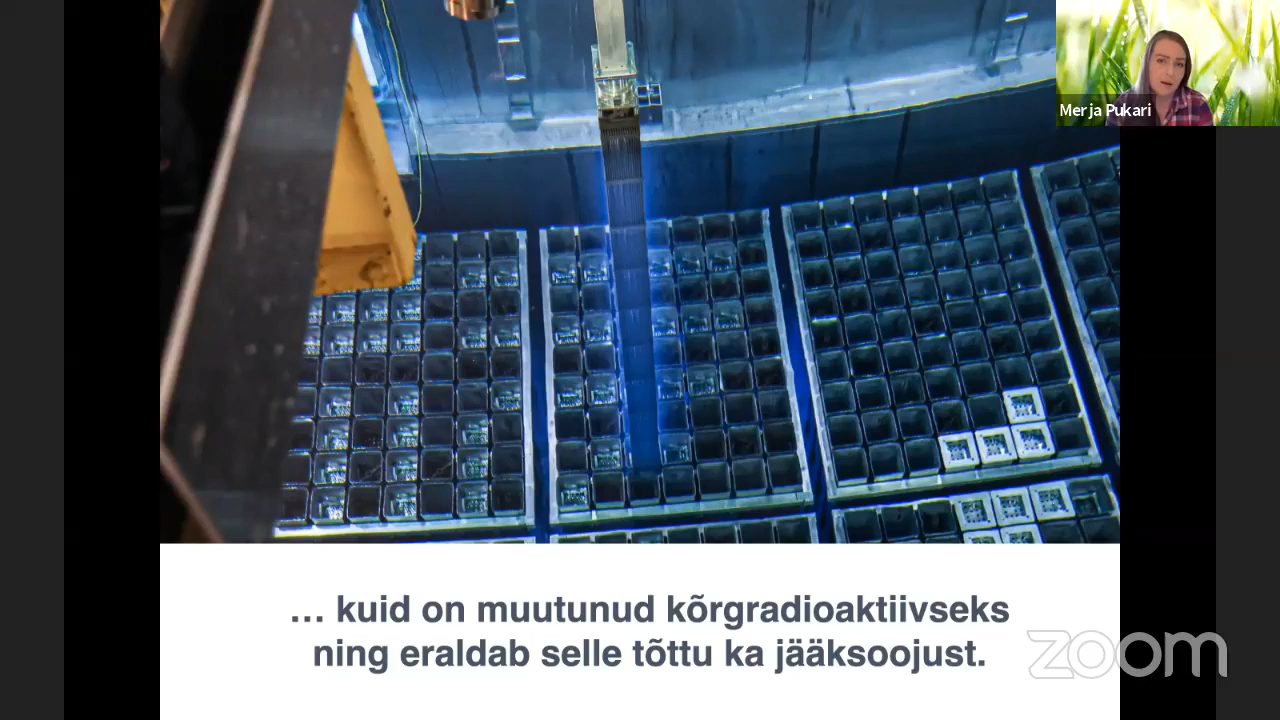 Merja Pukari
… kuid on muutunud kõrgradioaktiivseks
ning eraldab selle tõttu ka jääksoojust.
zoom